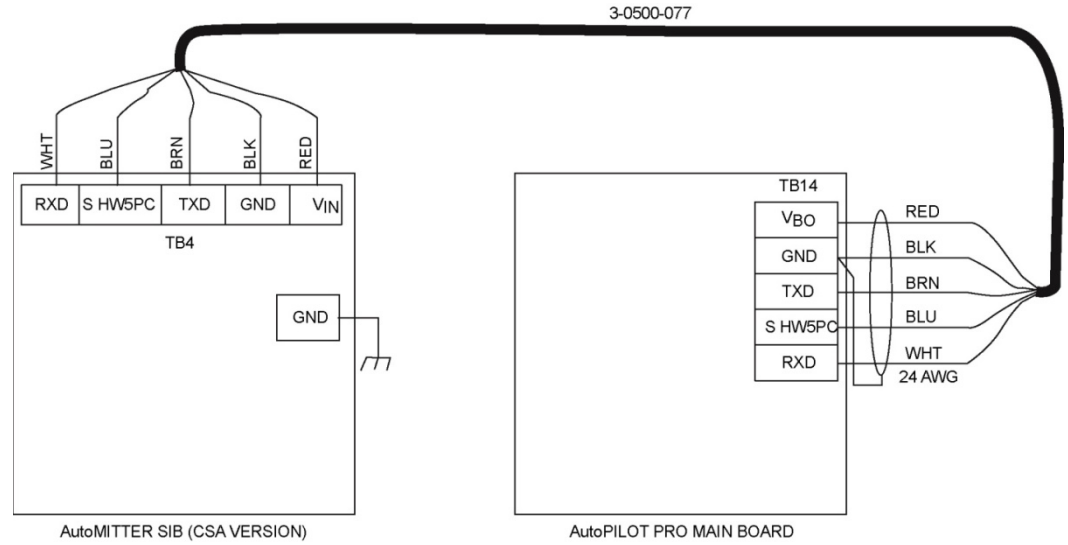 3-0500-077
WHT BLU BRN BLK RED
RXD S HW5PC TXD GND VIN
TB4
GND
AutoMITTER SIB (CSA VERSION)
TB14
VBO RED
GND BLK
TXD BRN
S HW5PC BLU
RXD WHT
24 AWG
AutoPILOT PRO MAIN BOARD